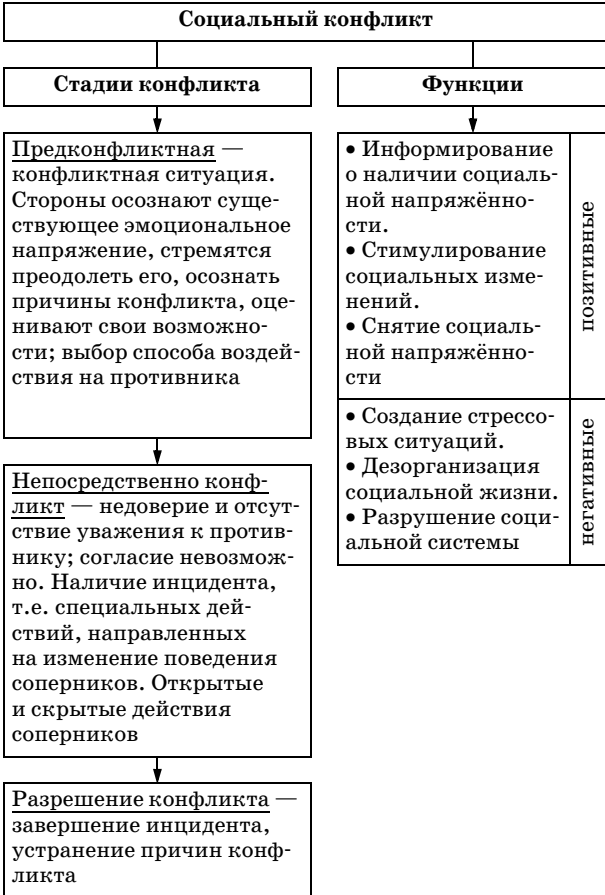 Социальный конфликт
Стадии конфликта
Предконфликтная —
конфликтная ситуация.
Стороны осознают суще-
ствующее эмоциональное
напряжение, стремятся
преодолеть его, осознать
причины конфликта, оце-
нивают свои возможно-
сти; выбор способа воздей-
ствия на противника
Непосредственно конф-
ликт — недоверие и отсут-
ствие уважения к против-
нику; согласие невозмож-
но. Наличие инцидента,
т.е. специальных дей-
ствий, направленных
на изменение поведения
соперников. Открытые
и скрытые действия
соперников
Разрешение конфликта —
завершение инцидента,
устранение причин конф-
ликта
Функции
• Информирование
о наличии социаль-
ной напряжённо-
сти.
• Стимулирование
социальных изме-
нений.
• Снятие социаль-
ной напряжённо-
сти
позитивные
• Создание стрессо-
вых ситуаций.
• Дезорганизация
социальной жизни.
• Разрушение соци-
альной системы
негативные